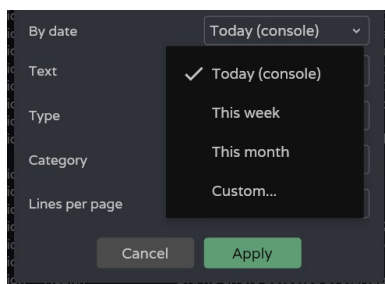 By date
Today (console)
Text
Today (console)
This week
Type
This month
Category
Custom...
Lines per page
Cancel
Apply